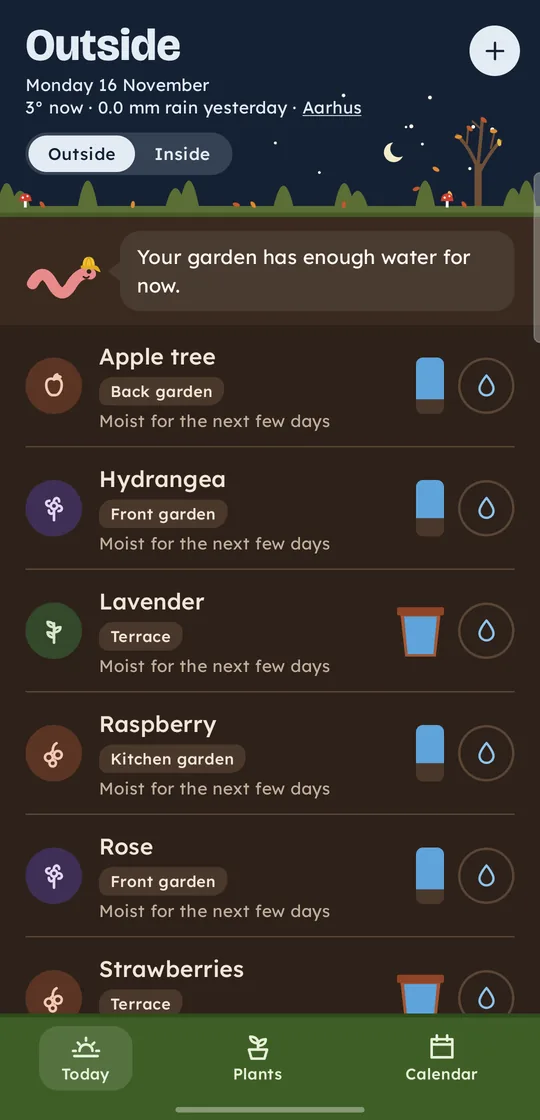 Outside
Monday 16 November
3° now · 0.0 mm rain yesterday · Aarhus
Outside
Inside
Your garden has enough water for
now.
Apple tree
Back garden
Moist for the next few days
Hydrangea
Front garden
Moist for the next few days
Lavender
Terrace
Moist for the next few days
Raspberry
Kitchen garden
Moist for the next few days
Rose
Front garden
Moist for the next few days
Strawberries
Terrace
Today
Plants
Calendar